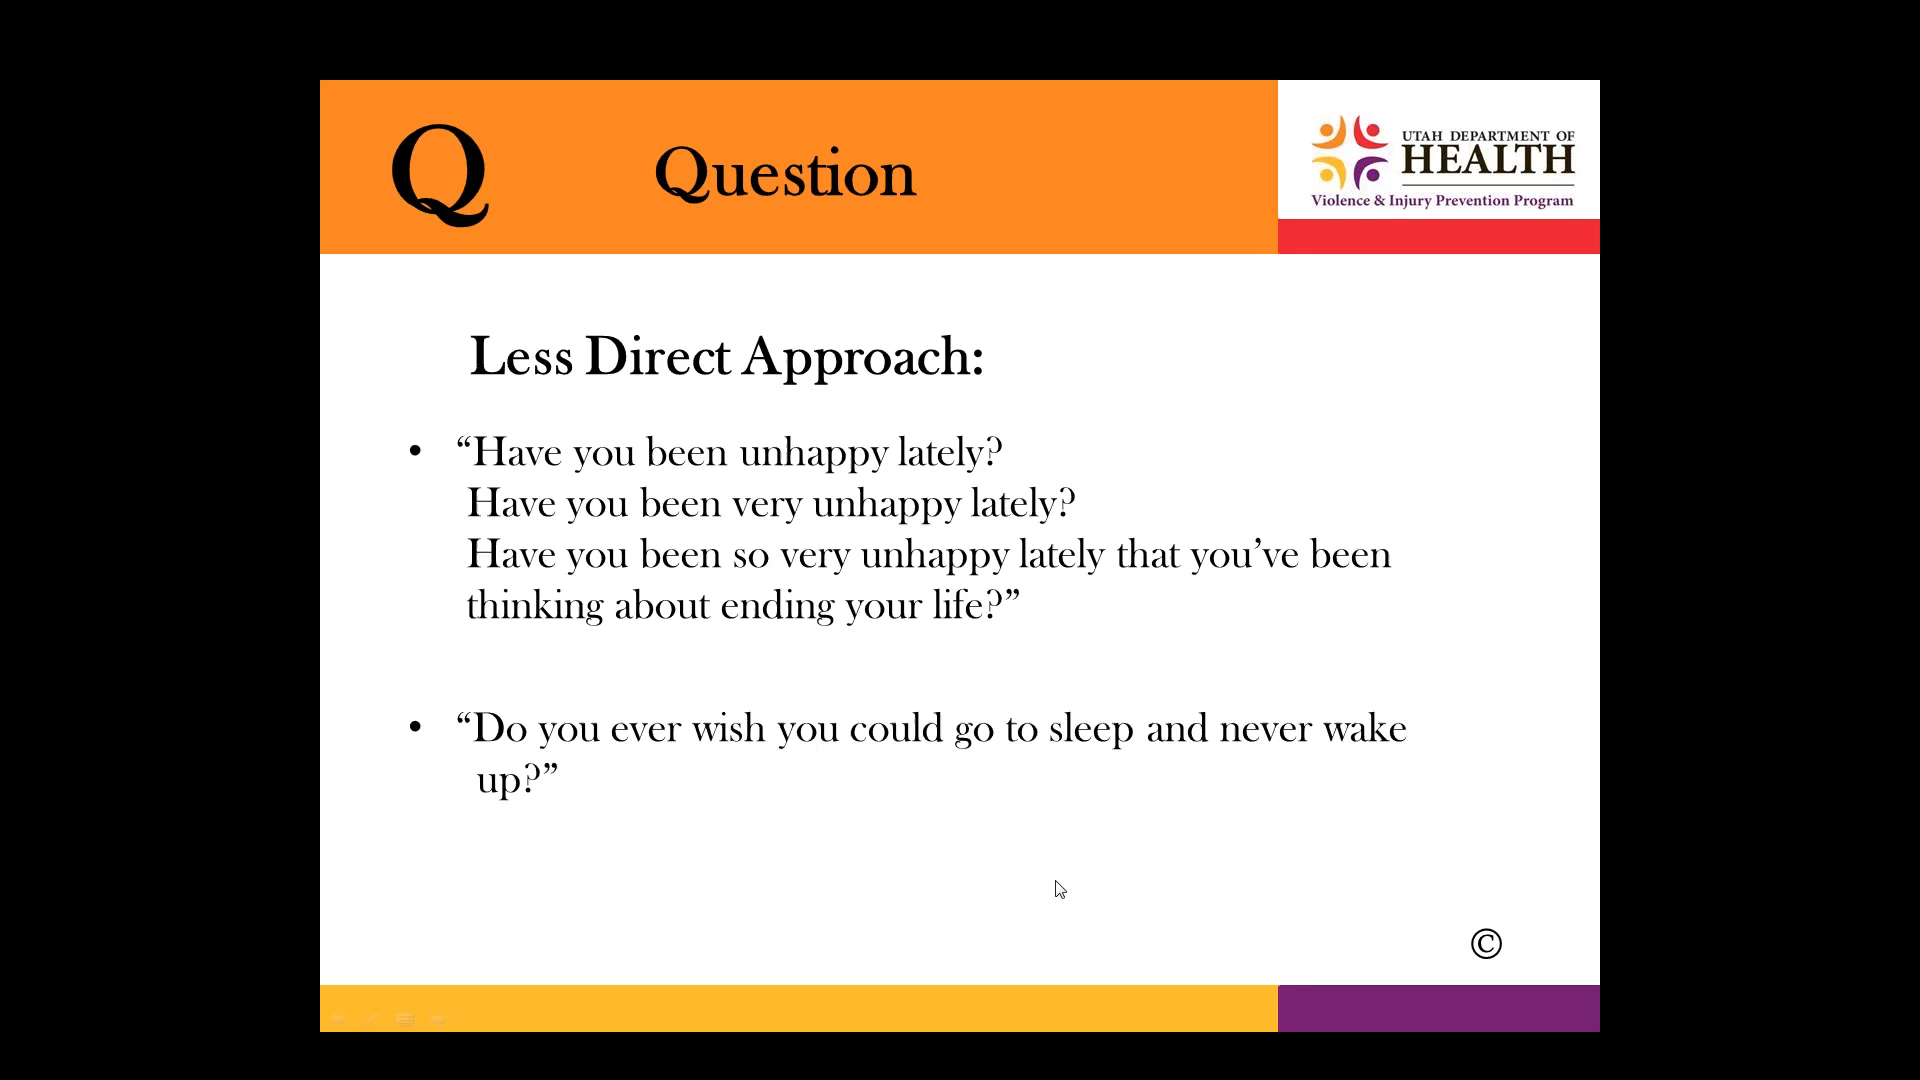 Q
Question
UTAH DEPARTMENT OF
HEALTH
Violence & Injury Prevention Program
Less Direct Approach:
• “Have you been unhappy lately?
Have you been very unhappy lately?
Have you been so very unhappy lately that you’ve been
thinking about ending your life?”
• “Do you ever wish you could go to sleep and never wake
up?”
©